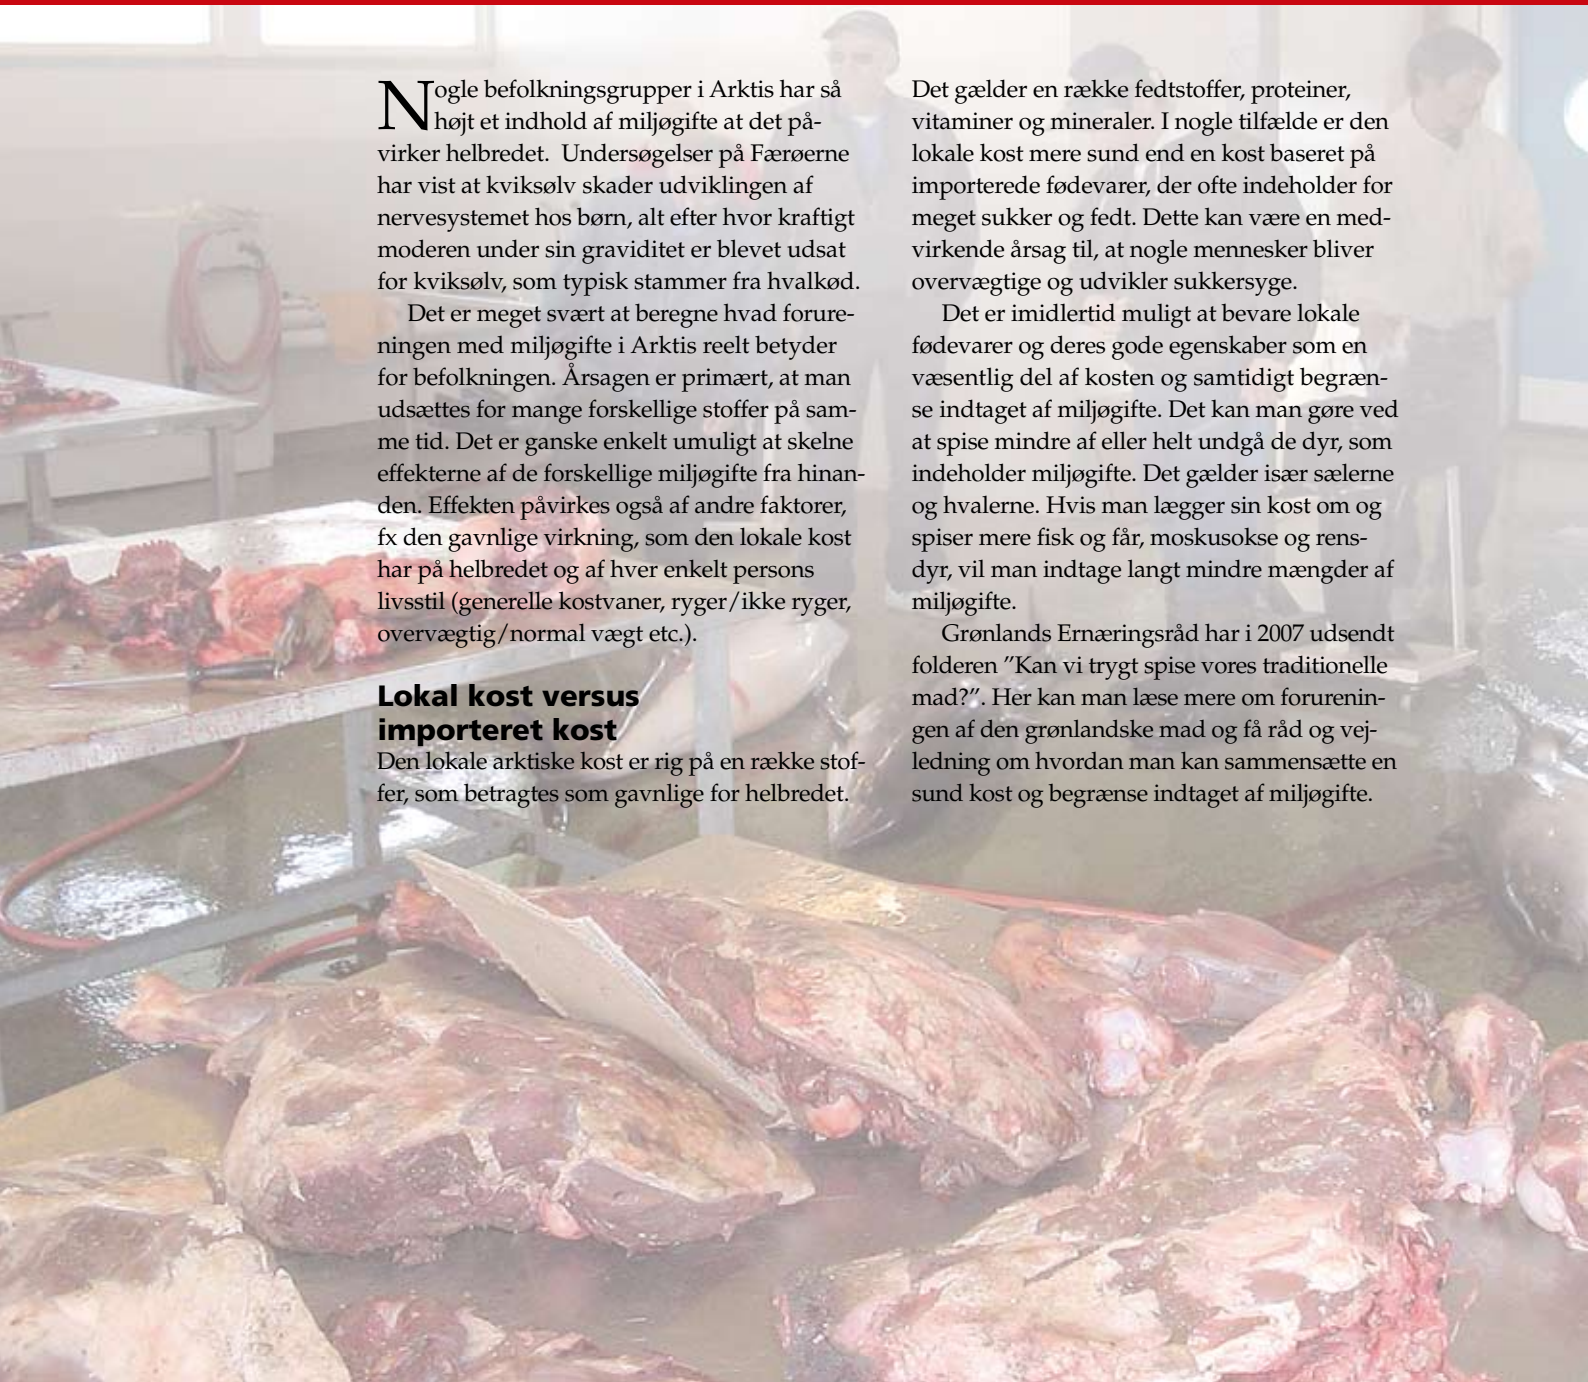 Nogle befolkningsgrupper i Arktis har så
højt et indhold af miljøgifte at det på-
virker helbredet.  Undersøgelser på Færøerne
har vist at kviksølv skader udviklingen af
nervesystemet hos børn, alt efter hvor kraftigt
moderen under sin graviditet er blevet udsat
for kviksølv, som typisk stammer fra hvalkød.
Det er meget svært at beregne hvad forure-
ningen med miljøgifte i Arktis reelt betyder
for befolkningen. Årsagen er primært, at man
udsættes for mange forskellige stoffer på sam-
me tid. Det er ganske enkelt umuligt at skelne
effekterne af de forskellige miljøgifte fra hinan-
den. Effekten påvirkes også af andre faktorer,
fx den gavnlige virkning, som den lokale kost
har på helbredet og af hver enkelt persons
livsstil (generelle kostvaner, ryger/ikke ryger,
overvægtig/normal vægt etc.).
Lokal kost versus
importeret kost
Den lokale arktiske kost er rig på en række stof-
fer, som betragtes som gavnlige for helbredet.
Det gælder en række fedtstoffer, proteiner,
vitaminer og mineraler. I nogle tilfælde er den
lokale kost mere sund end en kost baseret på
importerede fødevarer, der ofte indeholder for
meget sukker og fedt. Dette kan være en med-
virkende årsag til, at nogle mennesker bliver
overvægtige og udvikler sukkersyge.
Det er imidlertid muligt at bevare lokale
fødevarer og deres gode egenskaber som en
væsentlig del af kosten og samtidigt begræn-
se indtaget af miljøgifte. Det kan man gøre ved
at spise mindre af eller helt undgå de dyr, som
indeholder miljøgifte. Det gælder især sælerne
og hvalerne. Hvis man lægger sin kost om og
spiser mere fisk og får, moskusokse og rens-
dyr, vil man indtage langt mindre mængder af
miljøgifte.
Grønlands Ernæringsråd har i 2007 udsendt
folderen ”Kan vi trygt spise vores traditionelle
mad?”. Her kan man læse mere om forurenin-
gen af den grønlandske mad og få råd og vej-
ledning om hvordan man kan sammensætte en
sund kost og begrænse indtaget af miljøgifte.